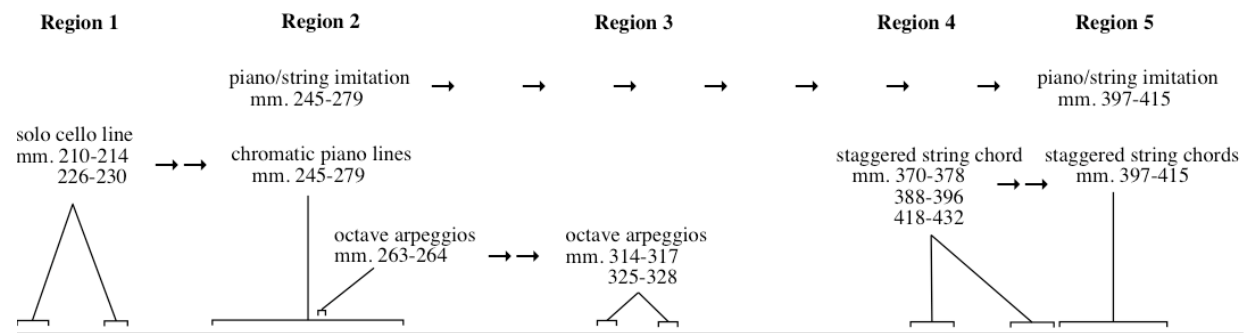 Region 1
Region 2
Region 3
Region 4
Region 5
piano/string imitation
mm. 245-279
piano/string imitation
mm. 397-415
solo cello line
mm. 210-214
226-230
chromatic piano lines
mm. 245-279
staggered string chord
mm. 370-378
388-396
418-432
staggered string chords
mm. 397-415
octave arpeggios
mm. 263-264
octave arpeggios
mm. 314-317
325-328